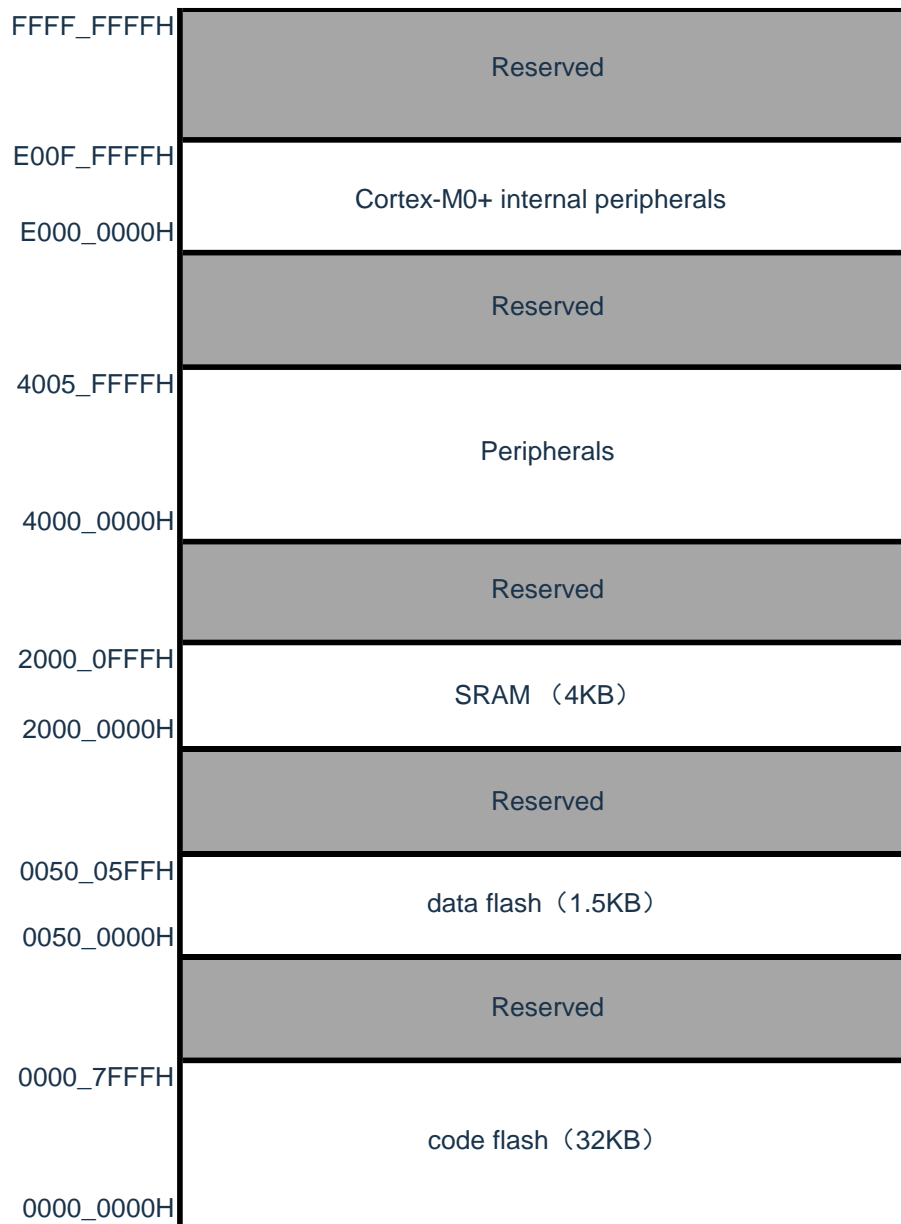 FFFF_FFFFH
Reserved
E00F_FFFFH
Cortex-M0+ internal peripherals
E000_0000H
Reserved
4005_FFFFH
Peripherals
4000_0000H
Reserved
2000_0FFFH
SRAM （4KB）
2000_0000H
Reserved
0050_05FFH
data flash（1.5KB）
0050_0000H
Reserved
0000_7FFFH
code flash（32KB）
0000_0000H